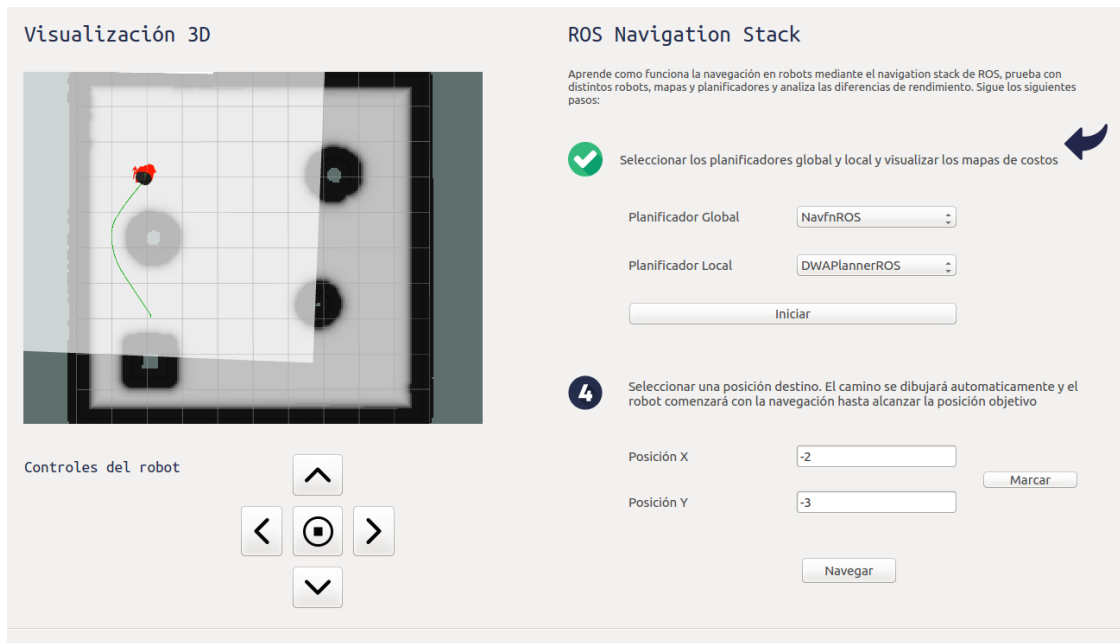 Visualización 3D
ROS Navigation Stack
Aprende como funciona la navegación en robots mediante el navigation stack de ROS, prueba con
distintos robots, mapas y planificadores y analiza las diferencias de rendimiento. Sigue los siguientes
pasos:
Seleccionar los planificadores global y local y visualizar los mapas de costos
Planificador Global
NavfnROS
Planificador Local
DWAPlannerROS
Iniciar
4
Seleccionar una posición destino. El camino se dibujará automaticamente y el
robot comenzará con la navegación hasta alcanzar la posición objetivo
Controles del robot
Posición X
-2
Marcar
Posición Y
-3
Navegar